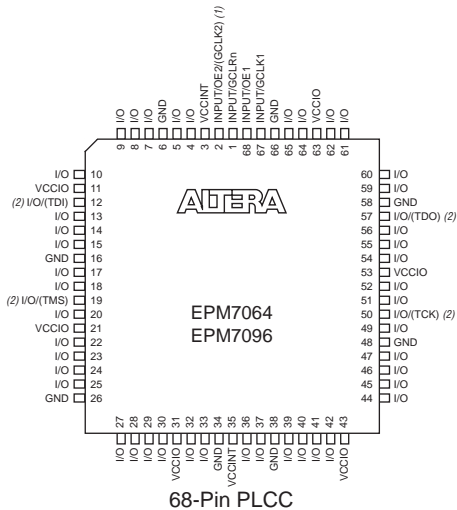 I/O I/O I/O GND I/O I/O VCCINT INPUT/OE2/(GCLK2) (1) INPUT/GCLRn INPUT/OE1 INPUT/GCLK1 GND I/O I/O VCCIO I/O I/O
9 8 7 6 5 4 3 2 1 68 67 66 65 64 63 62 61
I/O 10
VCCIO 11
(2) I/O/(TDI) 12
I/O 13
I/O 14
I/O 15
GND 16
I/O 17
I/O 18
(2) I/O/(TMS) 19
I/O 20
VCCIO 21
I/O 22
I/O 23
I/O 24
I/O 25
GND 26
ALTERA
EPM7064
EPM7096
60 I/O
59 I/O
58 GND
57 I/O/(TDO) (2)
56 I/O
55 I/O
54 I/O
53 VCCIO
52 I/O
51 I/O
50 I/O/(TCK) (2)
49 I/O
48 GND
47 I/O
46 I/O
45 I/O
44 I/O
27 28 29 30 31 32 33 34 35 36 37 38 39 40 41 42 43
I/O I/O I/O I/O VCCIO I/O I/O GND VCCINT I/O I/O GND I/O I/O I/O I/O VCCIO
68-Pin PLCC